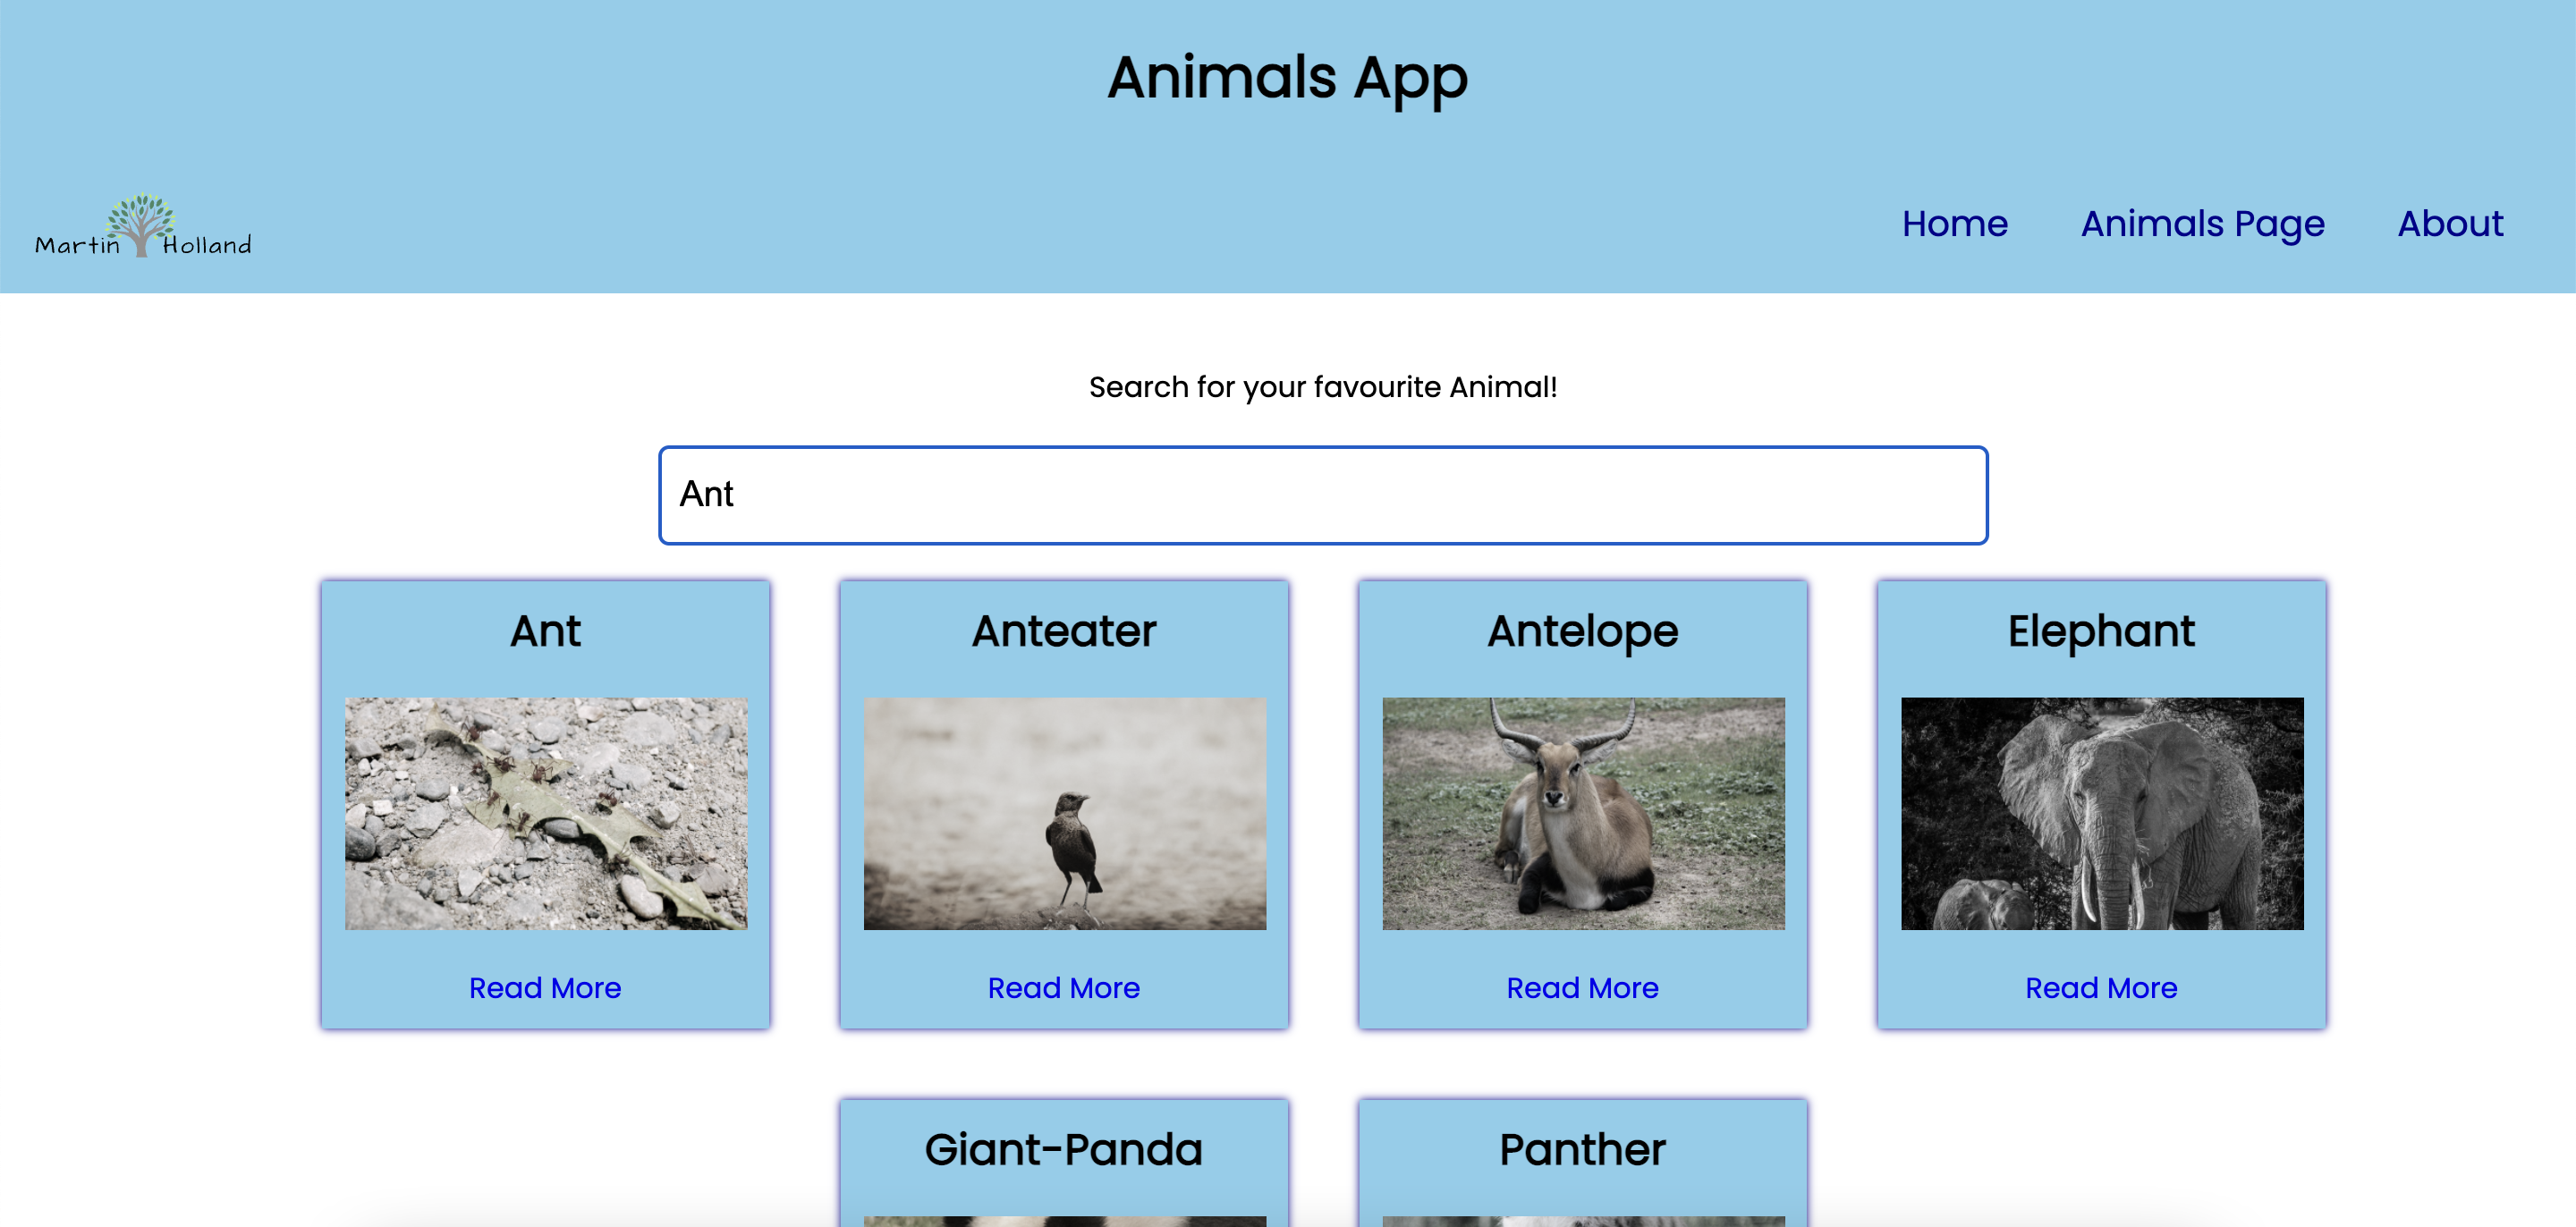 Animals App
Martin Holland
Home Animals Page About
Search for your favourite Animal!
Ant
Ant Anteater Antelope Elephant
Read More Read More Read More Read More
Giant-Panda Panther